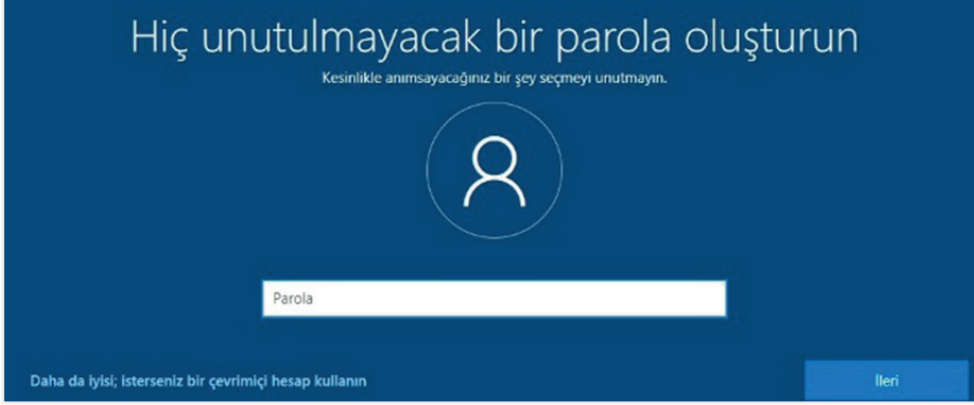 Hiç unutulmayacak bir parola oluşturun
Kesinlikle anımsayacağınız bir şey seçmeyi unutmayın.
Parola
Daha da iyisi; isterseniz bir çevrimiçi hesap kullanın
İleri